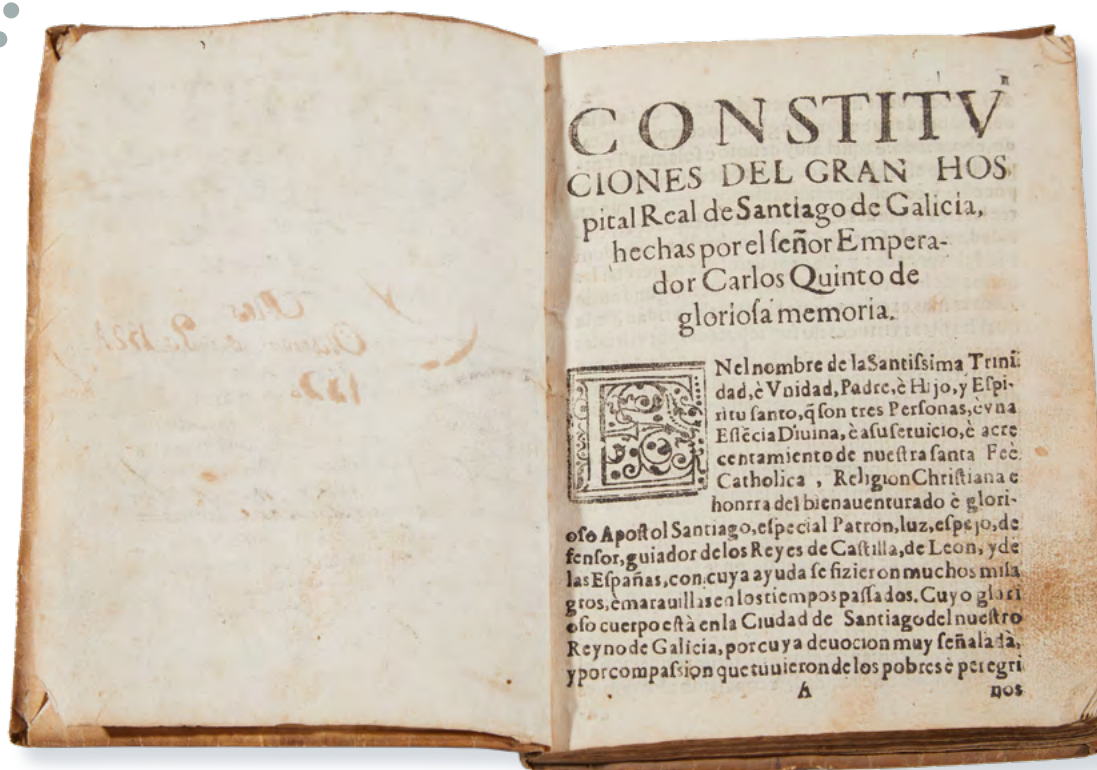 CONSTITV
CIONES DEL GRAN HOS
pital Real de Santiago de Galicia,
hechas por el ſeñor Empera-
dor Carlos Quinto de
glorioſa memoria.
EN el nombre de la Santiſsima Trini
dad, è Vnidad, Padre, è Hijo, y Eſpi-
ritu ſanto, q̃ ſon tres Perſonas, è vna
Eſſẽcia Diuina, è a ſu ſeruicio, è acre
centamiento de nueſtra ſanta Feè
Catholica, Religion Chriſtiana e
honrra del bienauenturado è glori-
oſo Apoſtol Santiago, eſpecial Patron, luz, eſpejo, de
fenſor, guiador de los Reyes de Caſtilla, de Leon, y de
las Eſpañas, con cuya ayuda ſe fizieron muchos mila
gros, è marauillas en los tiempos paſſados. Cuyo glori
oſo cuerpo eſtà en la Ciudad de Santiago del nueſtro
Reyno de Galicia, por cuya deuocion muy ſeñaladà,
y por compaſsion que tuuieron de los pobres è peregri
A nos